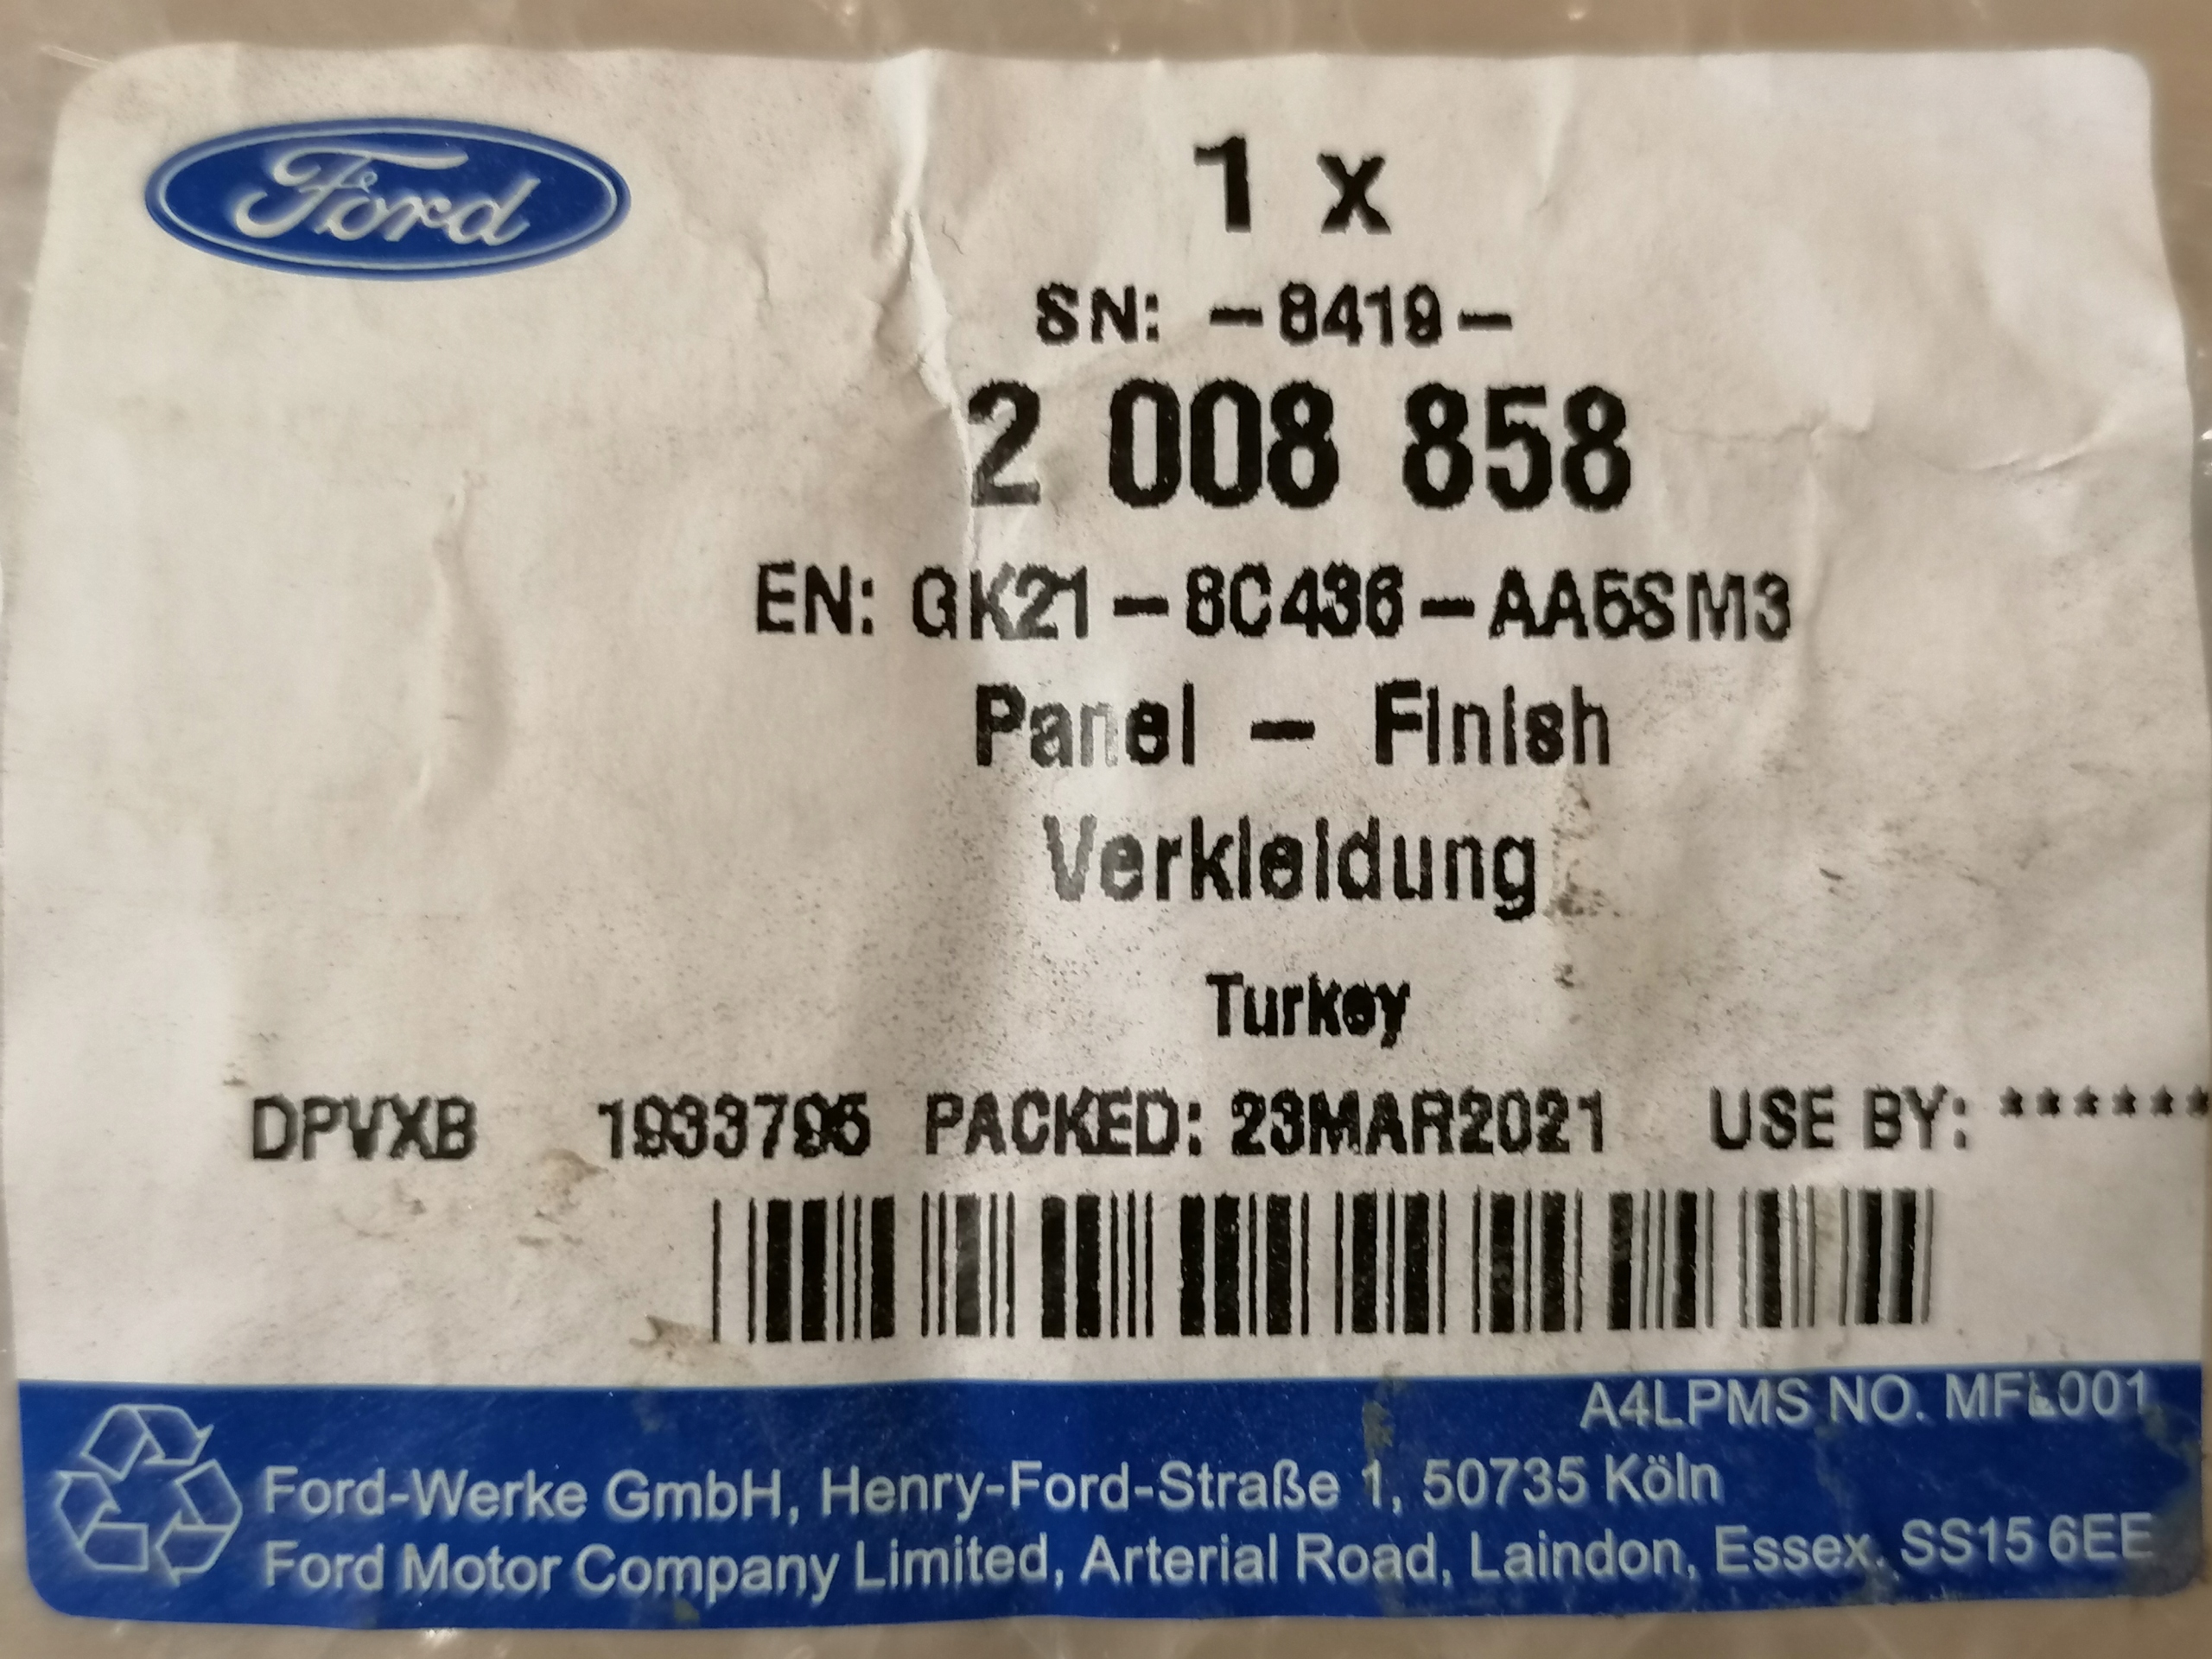 Ford
1 x
SN: -8419-
2 008 858
EN: GK21-8C436-AA5SM3
Panel - Finish
Verkleidung
Turkey
DPVXB 1933795 PACKED: 23MAR2021 USE BY: ******
A4LPMS NO. MFL001
Ford-Werke GmbH, Henry-Ford-Straße 1, 50735 Köln
Ford Motor Company Limited, Arterial Road, Laindon, Essex. SS15 6EE